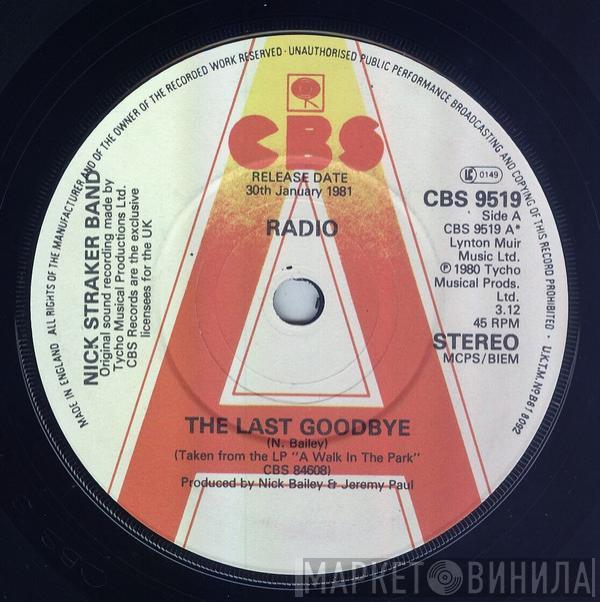 MADE IN ENGLAND · ALL RIGHTS OF THE MANUFACTURER AND OF THE OWNER OF THE RECORDED WORK RESERVED · UNAUTHORISED PUBLIC PERFORMANCE BROADCASTING AND COPYING OF THIS RECORD PROHIBITED · U.K.T.M. Nº B818092
CBS
RELEASE DATE
30th January 1981
RADIO
NICK STRAKER BAND
Original sound recording made by
Tycho Musical Productions Ltd.
CBS Records are the exclusive
licensees for the UK
LC 0149
CBS 9519
Side A
CBS 9519 A*
Lynton Muir
Music Ltd.
℗ 1980 Tycho
Musical Prods.
Ltd.
3.12
45 RPM
STEREO
MCPS/BIEM
THE LAST GOODBYE
(N. Bailey)
(Taken from the LP "A Walk In The Park"
CBS 84608)
Produced by Nick Bailey & Jeremy Paul
МАРКЕТ ВИНИЛА